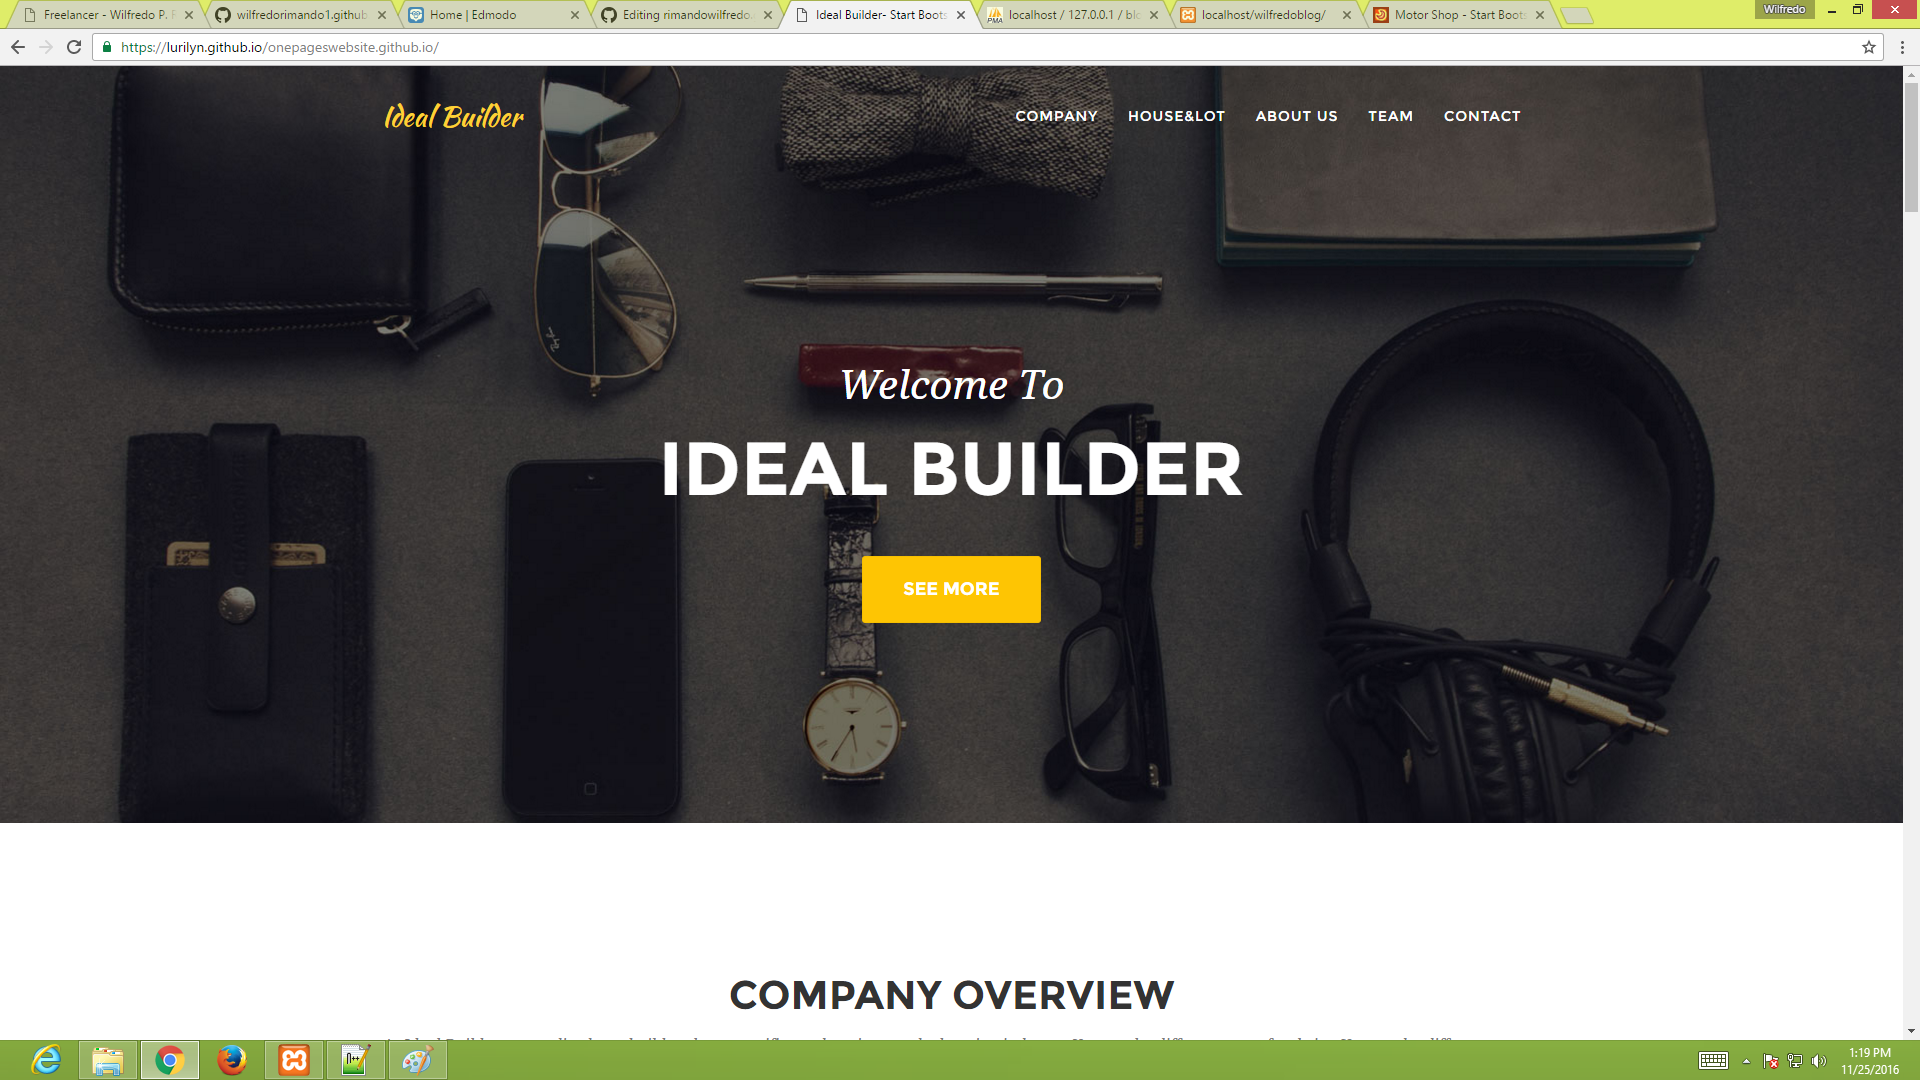 Freelancer - Wilfredo P. R
wilfredorimando1.github
Home | Edmodo
Editing rimandowilfredo.
Ideal Builder- Start Boots
localhost / 127.0.0.1 / blo
localhost/wilfredoblog/
Motor Shop - Start Boots
Wilfredo
https://lurilyn.github.io/onepageswebsite.github.io/
Ideal Builder
COMPANY HOUSE&LOT ABOUT US TEAM CONTACT
Welcome To
IDEAL BUILDER
SEE MORE
COMPANY OVERVIEW
1:19 PM
11/25/2016